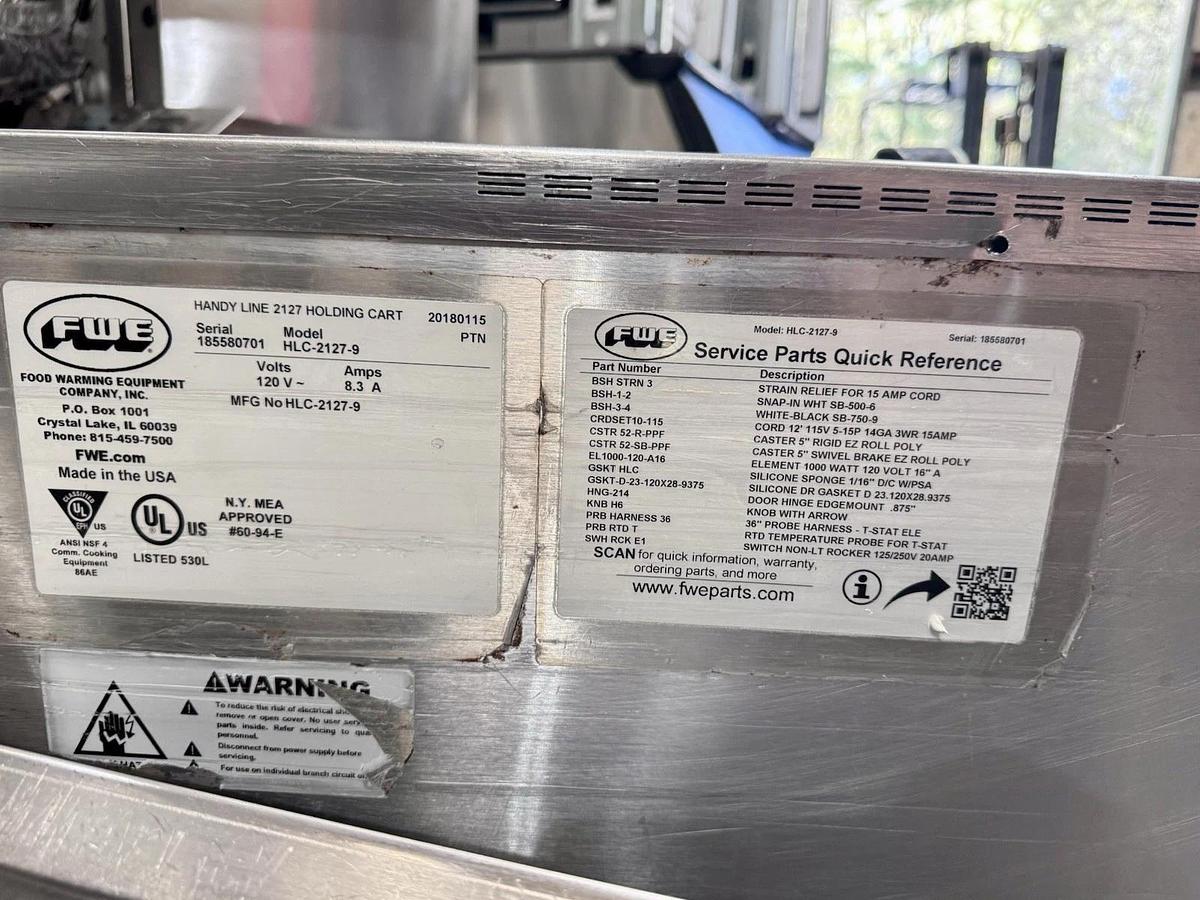 FWE
FOOD WARMING EQUIPMENT
COMPANY, INC.
P.O. Box 1001
Crystal Lake, IL 60039
Phone: 815-459-7500
FWE.com
Made in the USA
HANDY LINE 2127 HOLDING CART 20180115
Serial Model PTN
185580701 HLC-2127-9
Volts Amps
120 V ~ 8.3 A
MFG No HLC-2127-9
CLASSIFIED
UL
EPH US
ANSI NSF 4
Comm. Cooking
Equipment
86AE
UL US
LISTED 530L
N.Y. MEA
APPROVED
#60-94-E
FWE
Model: HLC-2127-9 Serial: 185580701
Service Parts Quick Reference
Part Number Description
BSH STRN 3 STRAIN RELIEF FOR 15 AMP CORD
BSH-1-2 SNAP-IN WHT SB-500-6
BSH-3-4 WHITE-BLACK SB-750-9
CRDSET10-115 CORD 12' 115V 5-15P 14GA 3WR 15AMP
CSTR 52-R-PPF CASTER 5" RIGID EZ ROLL POLY
CSTR 52-SB-PPF CASTER 5" SWIVEL BRAKE EZ ROLL POLY
EL1000-120-A16 ELEMENT 1000 WATT 120 VOLT 16" A
GSKT HLC SILICONE SPONGE 1/16" D/C W/PSA
GSKT-D-23-120X28-9375 SILICONE DR GASKET D 23.120X28.9375
HNG-214 DOOR HINGE EDGEMOUNT .875"
KNB H6 KNOB WITH ARROW
PRB HARNESS 36 36" PROBE HARNESS - T-STAT ELE
PRB RTD T RTD TEMPERATURE PROBE FOR T-STAT
SWH RCK E1 SWITCH NON-LT ROCKER 125/250V 20AMP
SCAN for quick information, warranty,
ordering parts, and more
www.fweparts.com
WARNING
To reduce the risk of electrical
remove or open cover. No user
parts inside. Refer servicing to
personnel.
Disconnect from power supply before
servicing.
For use on individual branch circuit